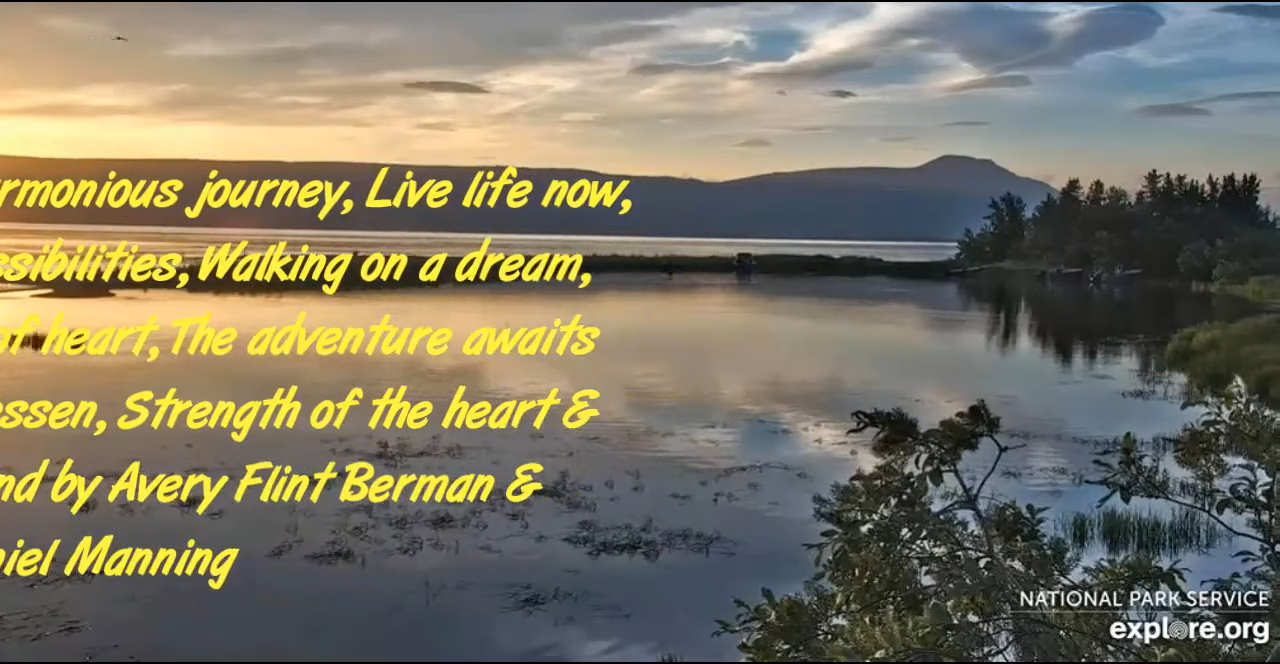 rmonious journey, Live life now,
ssibilities, Walking on a dream,
of heart, The adventure awaits
ssen, Strength of the heart &
nd by Avery Flint Berman &
iel Manning
NATIONAL PARK SERVICE
explore.org